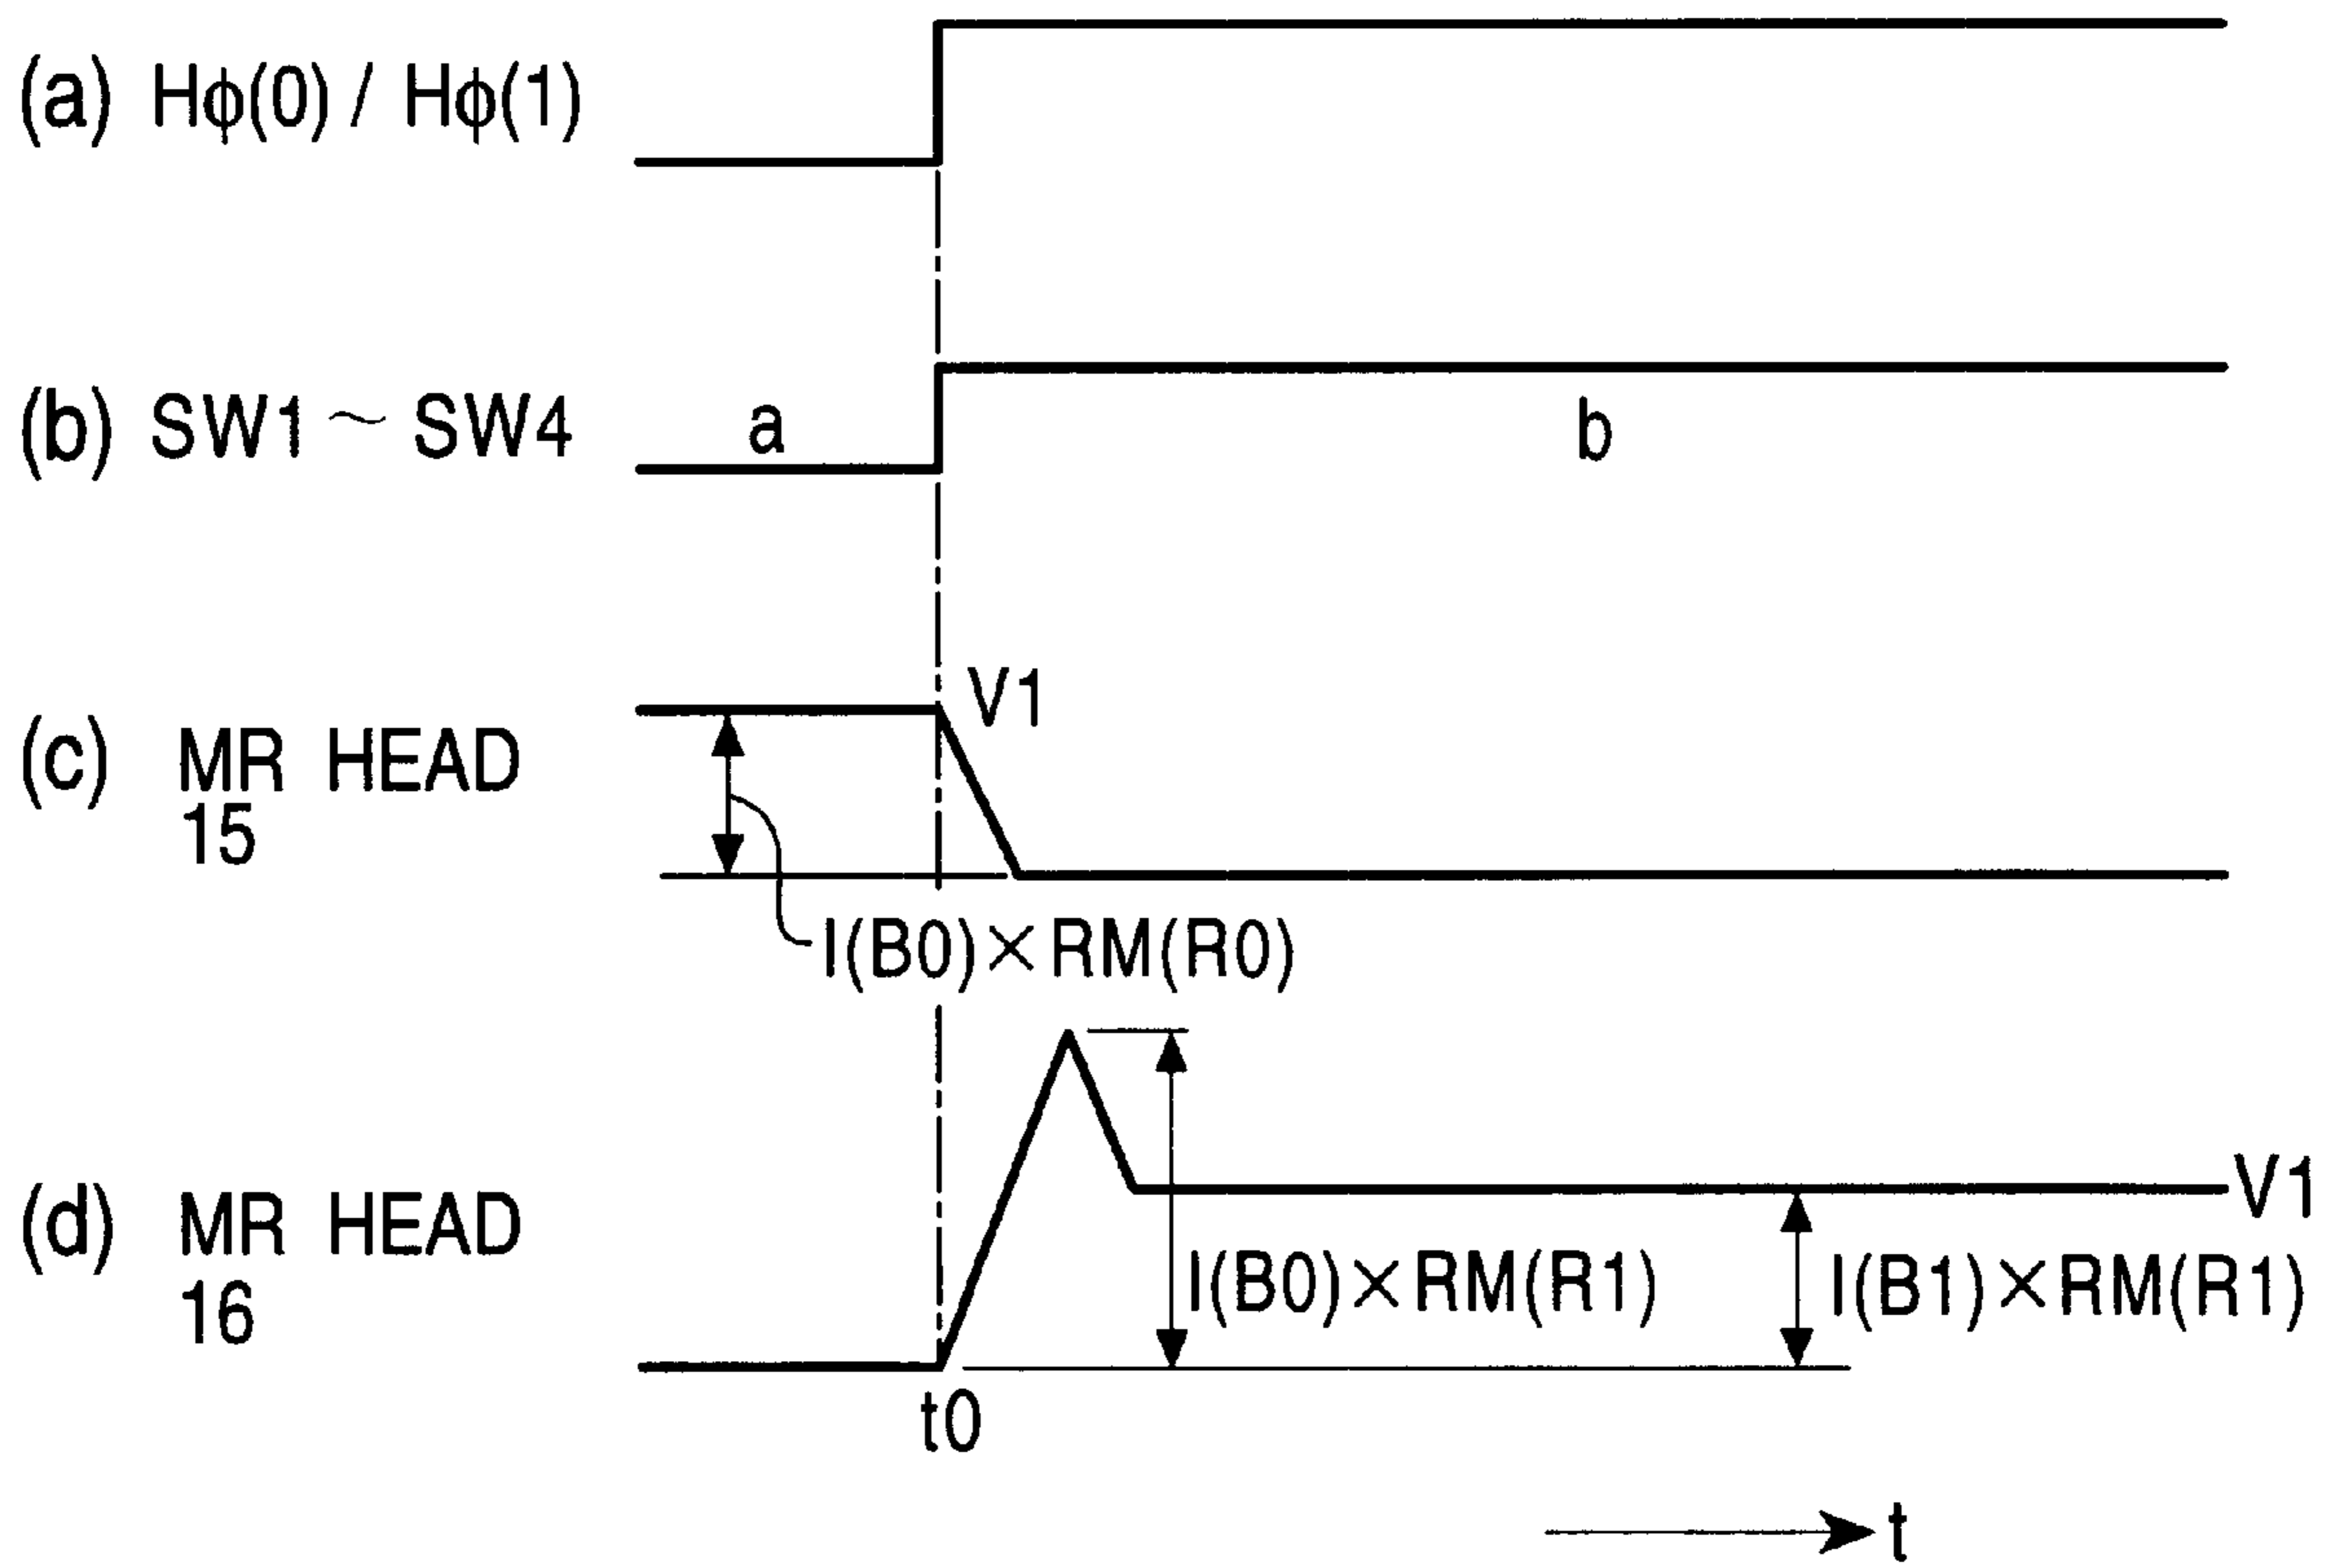 (a) Hϕ(0) / Hϕ(1)
(b) SW1～SW4
a
b
V1
(c) MR HEAD
15
I(B0)×RM(R0)
(d) MR HEAD
16
V1
I(B0)×RM(R1)
I(B1)×RM(R1)
t0
t